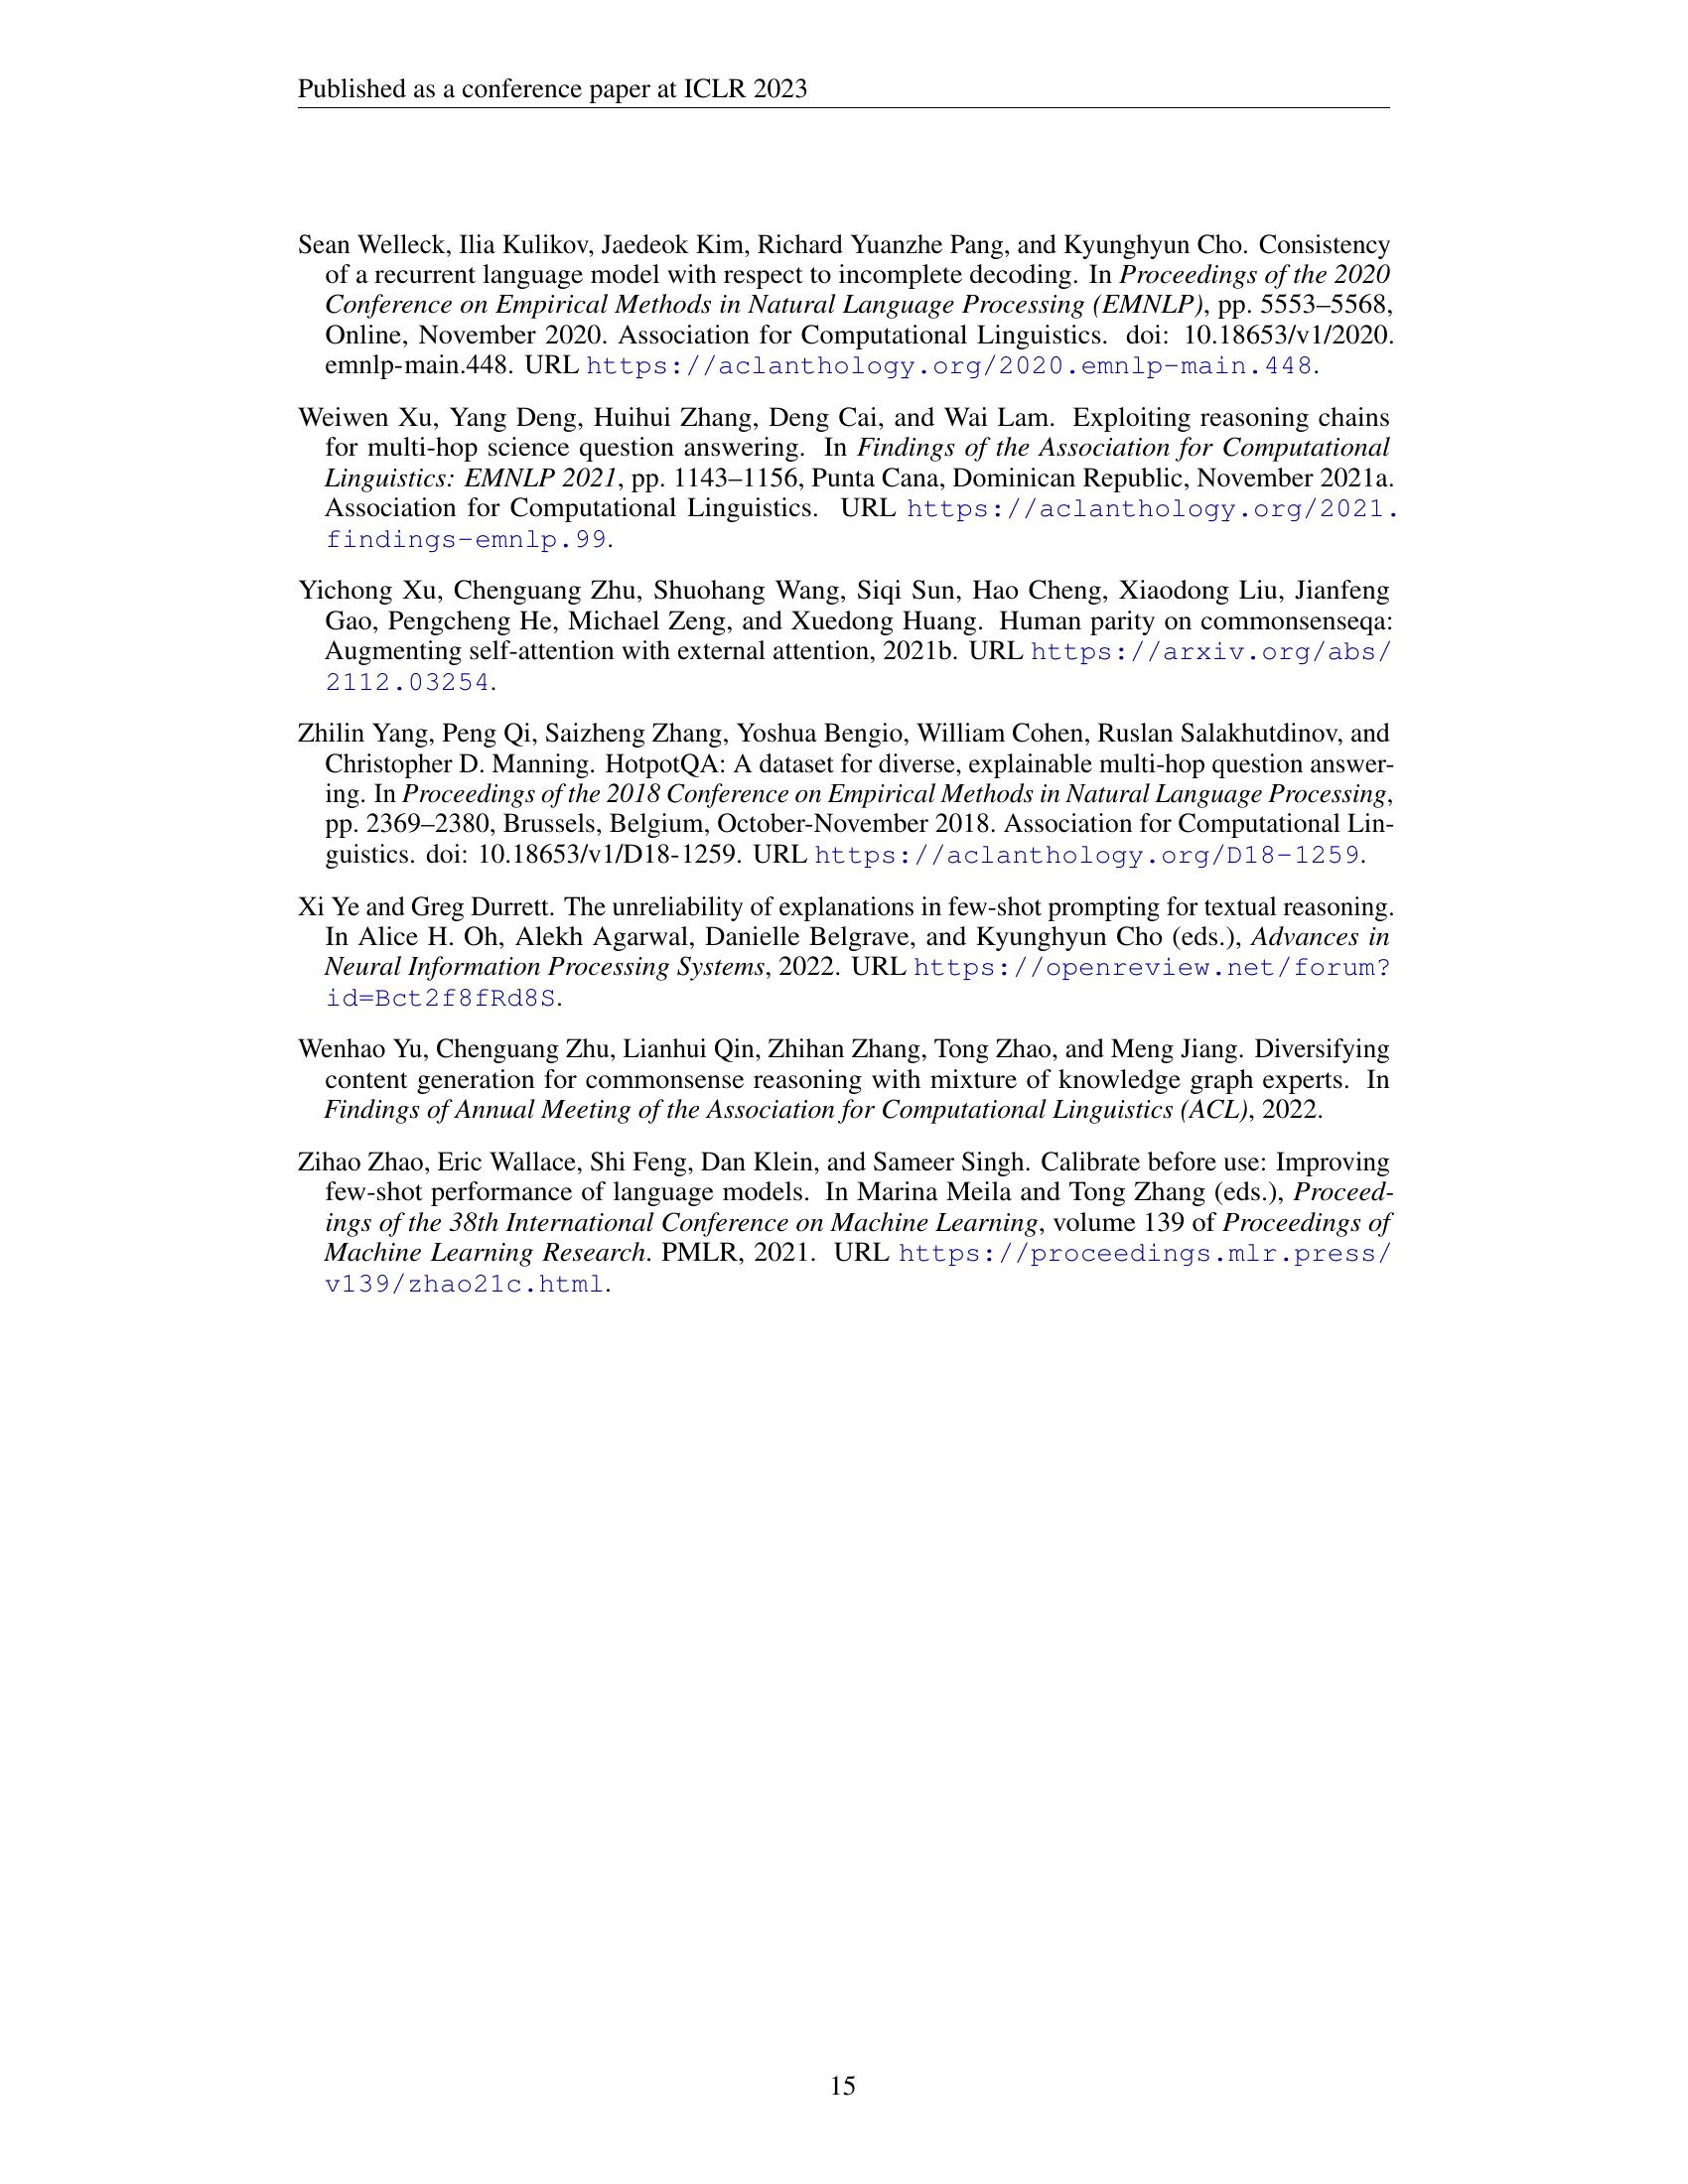 Published as a conference paper at ICLR 2023
Sean Welleck, Ilia Kulikov, Jaedeok Kim, Richard Yuanzhe Pang, and Kyunghyun Cho. Consistency
of a recurrent language model with respect to incomplete decoding. In Proceedings of the 2020
Conference on Empirical Methods in Natural Language Processing (EMNLP), pp. 5553–5568,
Online, November 2020. Association for Computational Linguistics. doi: 10.18653/v1/2020.
emnlp-main.448. URL https://aclanthology.org/2020.emnlp-main.448.
Weiwen Xu, Yang Deng, Huihui Zhang, Deng Cai, and Wai Lam. Exploiting reasoning chains
for multi-hop science question answering. In Findings of the Association for Computational
Linguistics: EMNLP 2021, pp. 1143–1156, Punta Cana, Dominican Republic, November 2021a.
Association for Computational Linguistics. URL https://aclanthology.org/2021.
findings-emnlp.99.
Yichong Xu, Chenguang Zhu, Shuohang Wang, Siqi Sun, Hao Cheng, Xiaodong Liu, Jianfeng
Gao, Pengcheng He, Michael Zeng, and Xuedong Huang. Human parity on commonsenseqa:
Augmenting self-attention with external attention, 2021b. URL https://arxiv.org/abs/
2112.03254.
Zhilin Yang, Peng Qi, Saizheng Zhang, Yoshua Bengio, William Cohen, Ruslan Salakhutdinov, and
Christopher D. Manning. HotpotQA: A dataset for diverse, explainable multi-hop question answer-
ing. In Proceedings of the 2018 Conference on Empirical Methods in Natural Language Processing,
pp. 2369–2380, Brussels, Belgium, October-November 2018. Association for Computational Lin-
guistics. doi: 10.18653/v1/D18-1259. URL https://aclanthology.org/D18-1259.
Xi Ye and Greg Durrett. The unreliability of explanations in few-shot prompting for textual reasoning.
In Alice H. Oh, Alekh Agarwal, Danielle Belgrave, and Kyunghyun Cho (eds.), Advances in
Neural Information Processing Systems, 2022. URL https://openreview.net/forum?
id=Bct2f8fRd8S.
Wenhao Yu, Chenguang Zhu, Lianhui Qin, Zhihan Zhang, Tong Zhao, and Meng Jiang. Diversifying
content generation for commonsense reasoning with mixture of knowledge graph experts. In
Findings of Annual Meeting of the Association for Computational Linguistics (ACL), 2022.
Zihao Zhao, Eric Wallace, Shi Feng, Dan Klein, and Sameer Singh. Calibrate before use: Improving
few-shot performance of language models. In Marina Meila and Tong Zhang (eds.), Proceed-
ings of the 38th International Conference on Machine Learning, volume 139 of Proceedings of
Machine Learning Research. PMLR, 2021. URL https://proceedings.mlr.press/
v139/zhao21c.html.
15